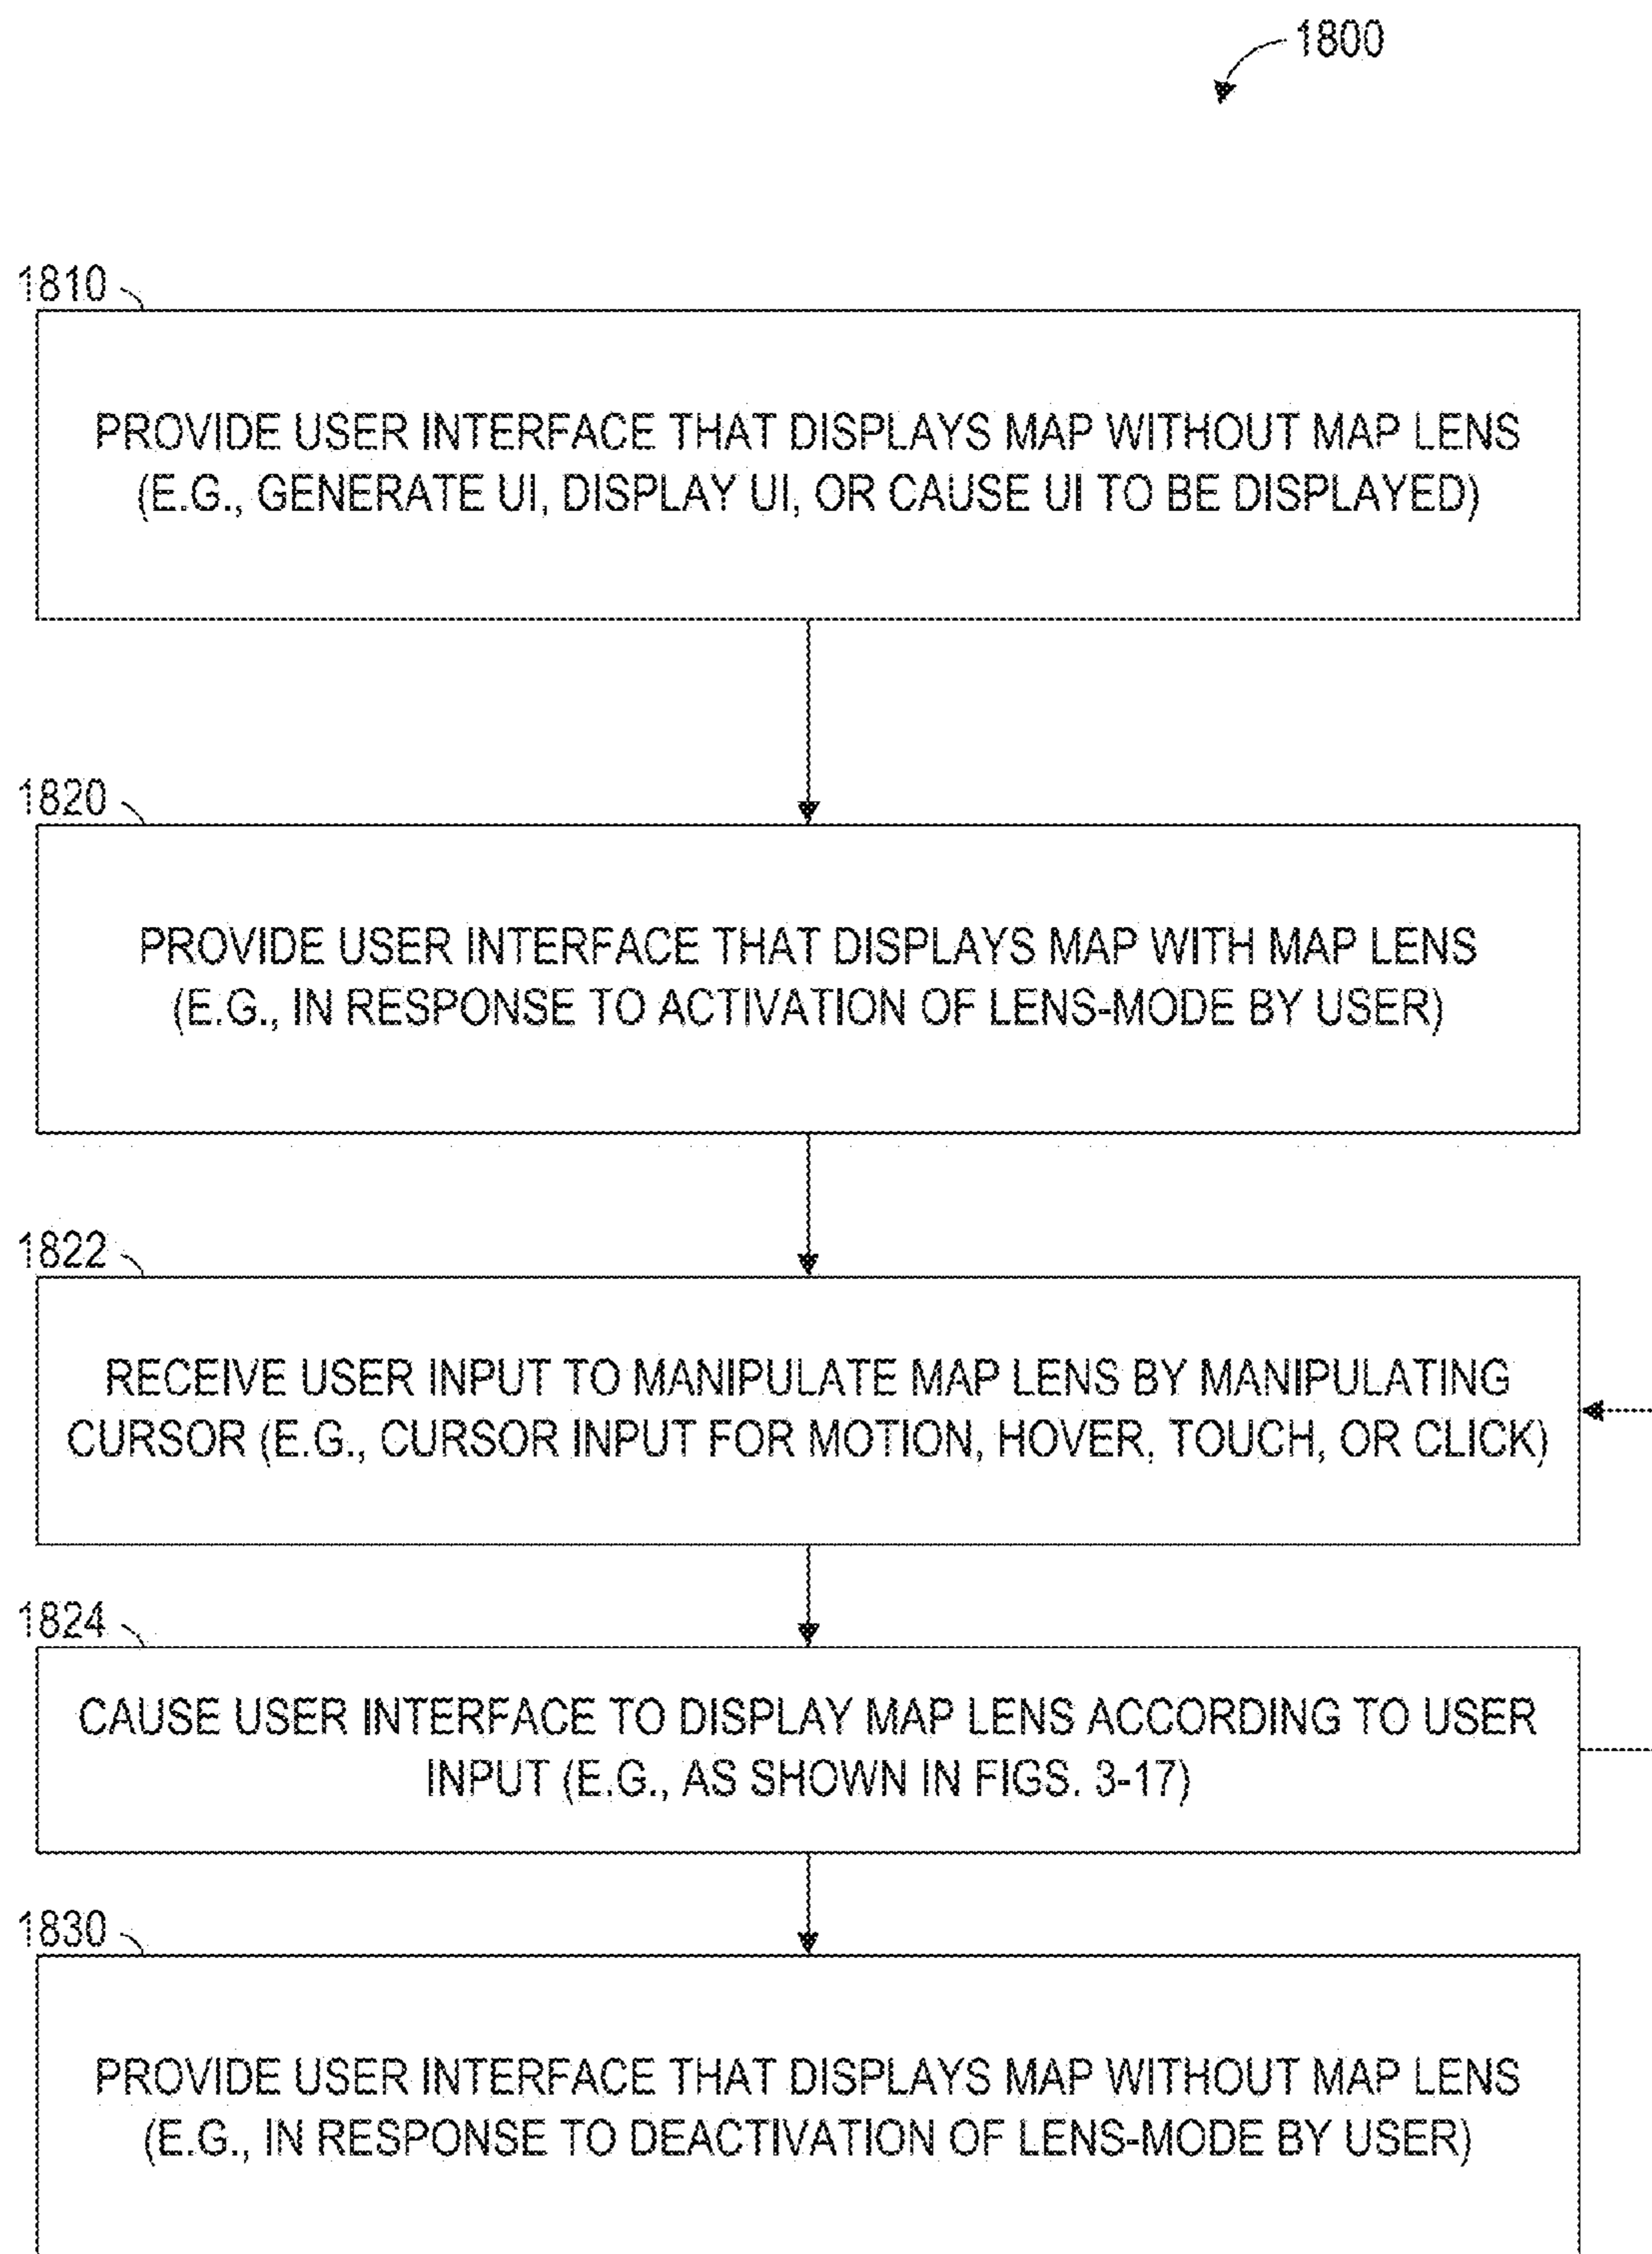 1800
1810
PROVIDE USER INTERFACE THAT DISPLAYS MAP WITHOUT MAP LENS
(E.G., GENERATE UI, DISPLAY UI, OR CAUSE UI TO BE DISPLAYED)
1820
PROVIDE USER INTERFACE THAT DISPLAYS MAP WITH MAP LENS
(E.G., IN RESPONSE TO ACTIVATION OF LENS-MODE BY USER)
1822
RECEIVE USER INPUT TO MANIPULATE MAP LENS BY MANIPULATING
CURSOR (E.G., CURSOR INPUT FOR MOTION, HOVER, TOUCH, OR CLICK)
1824
CAUSE USER INTERFACE TO DISPLAY MAP LENS ACCORDING TO USER
INPUT (E.G., AS SHOWN IN FIGS. 3-17)
1830
PROVIDE USER INTERFACE THAT DISPLAYS MAP WITHOUT MAP LENS
(E.G., IN RESPONSE TO DEACTIVATION OF LENS-MODE BY USER)